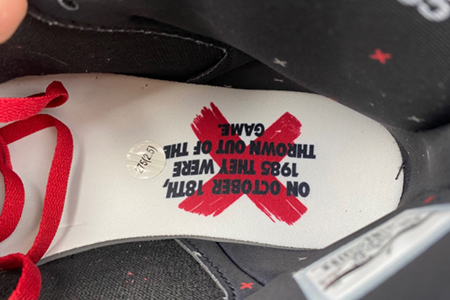 ON OCTOBER 18TH,
1985 THEY WERE
THROWN OUT OF THE
GAME.